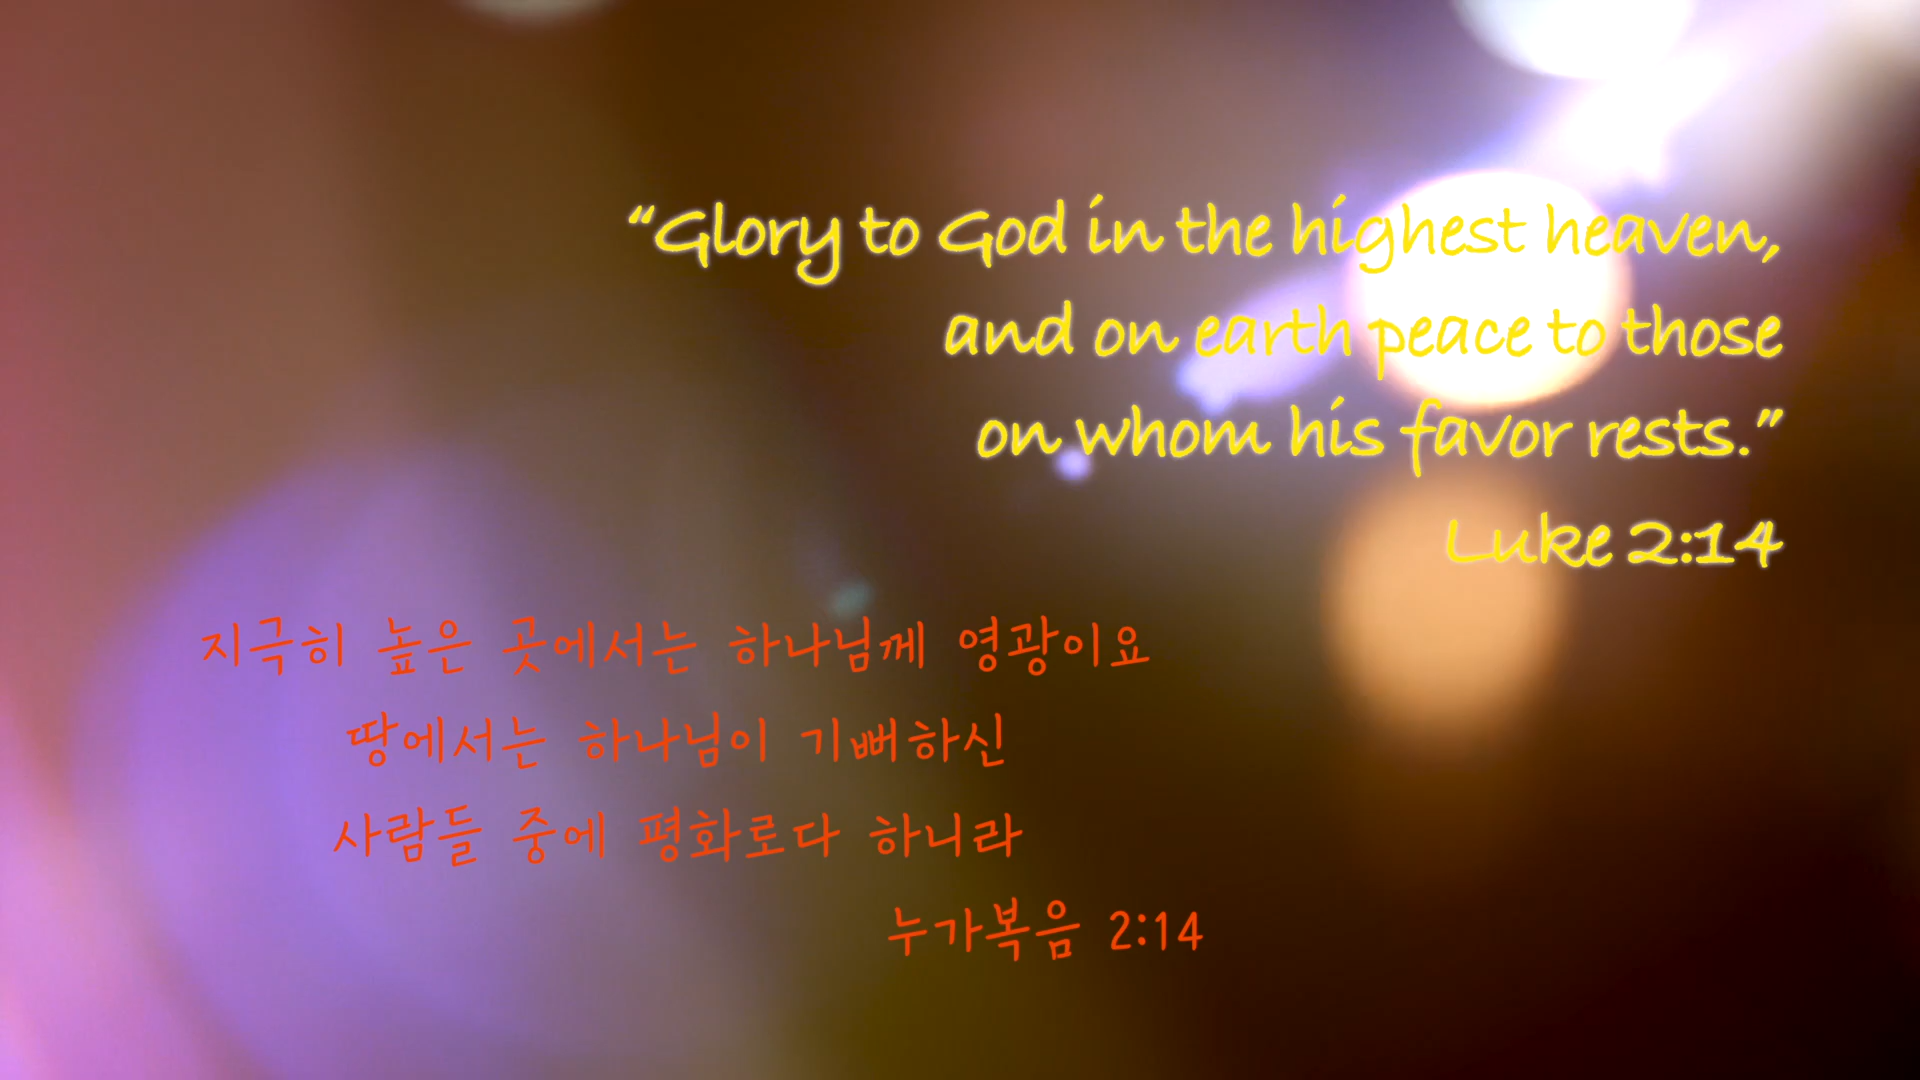 “Glory to God in the highest heaven,
and on earth peace to those
on whom his favor rests.”
Luke 2:14
지극히 높은 곳에서는 하나님께 영광이요
땅에서는 하나님이 기뻐하신
사람들 중에 평화로다 하니라
누가복음 2:14